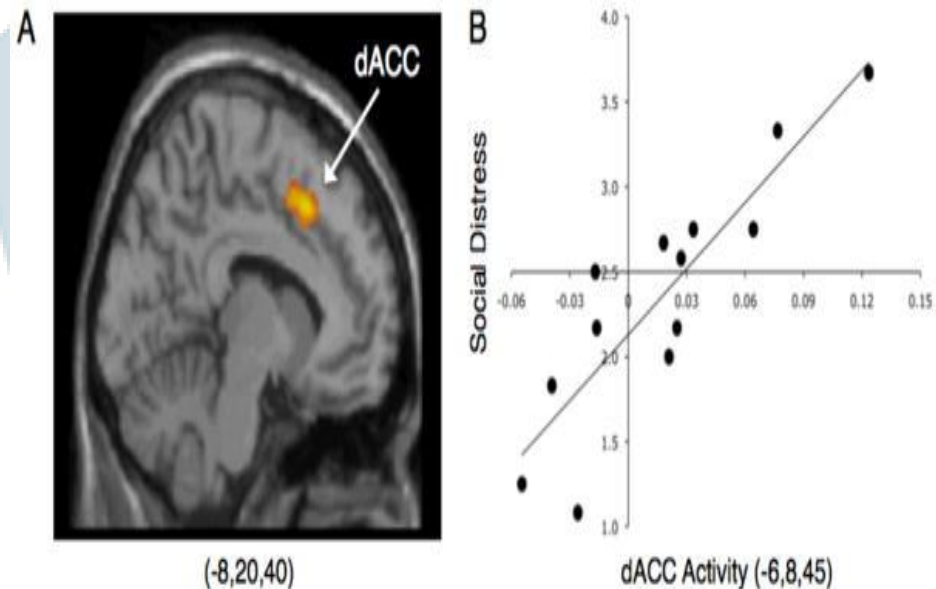 A
dACC
(-8,20,40)
B
Social Distress
4.0
3.5
3.0
2.5
2.0
1.5
1.0
-0.06 -0.03 0 0.03 0.06 0.09 0.12 0.15
dACC Activity (-6,8,45)